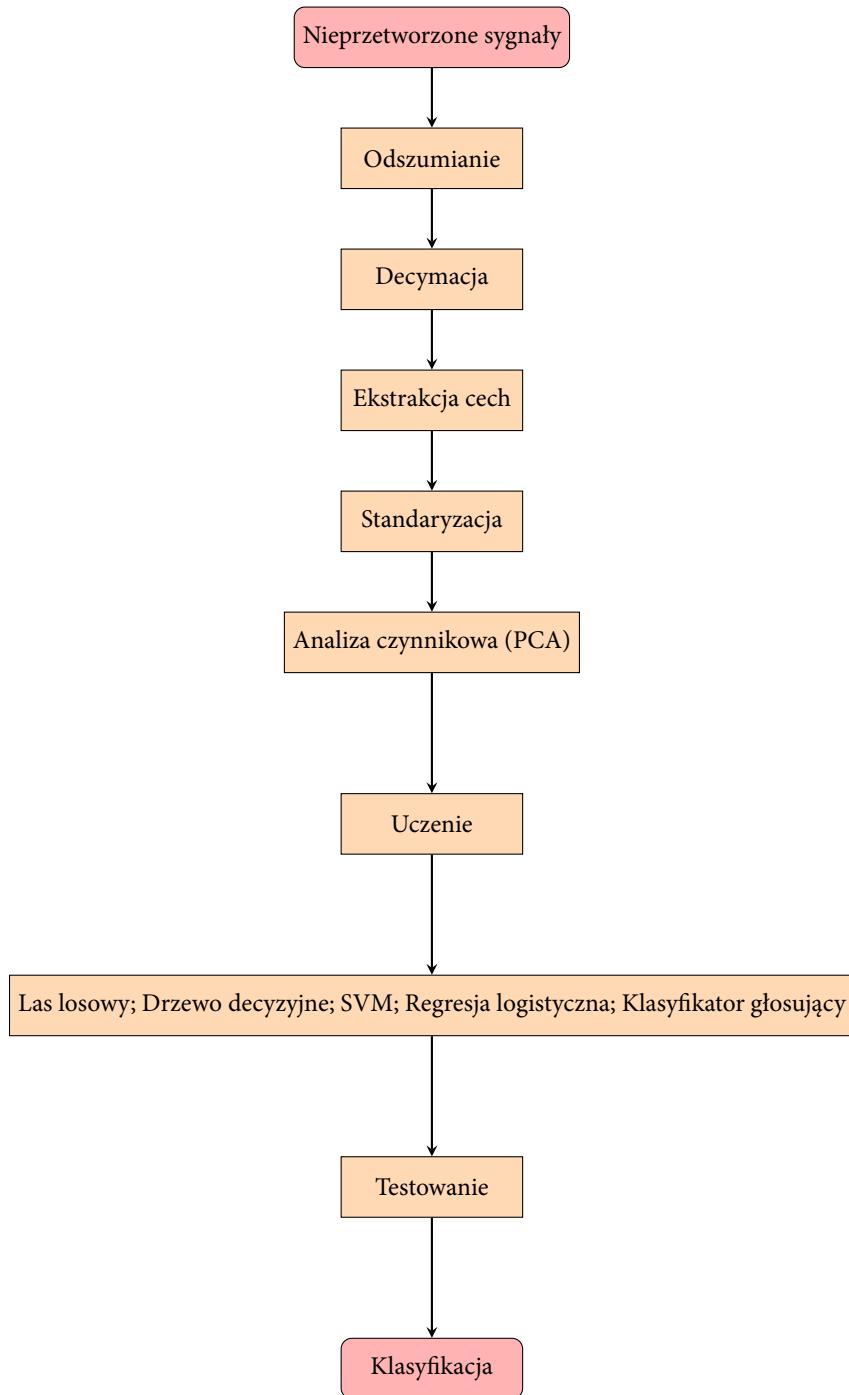 Nieprzetworzone sygnały
Odszumianie
Decymacja
Ekstrakcja cech
Standaryzacja
Analiza czynnikowa (PCA)
Uczenie
Las losowy; Drzewo decyzyjne; SVM; Regresja logistyczna; Klasyfikator głosujący
Testowanie
Klasyfikacja